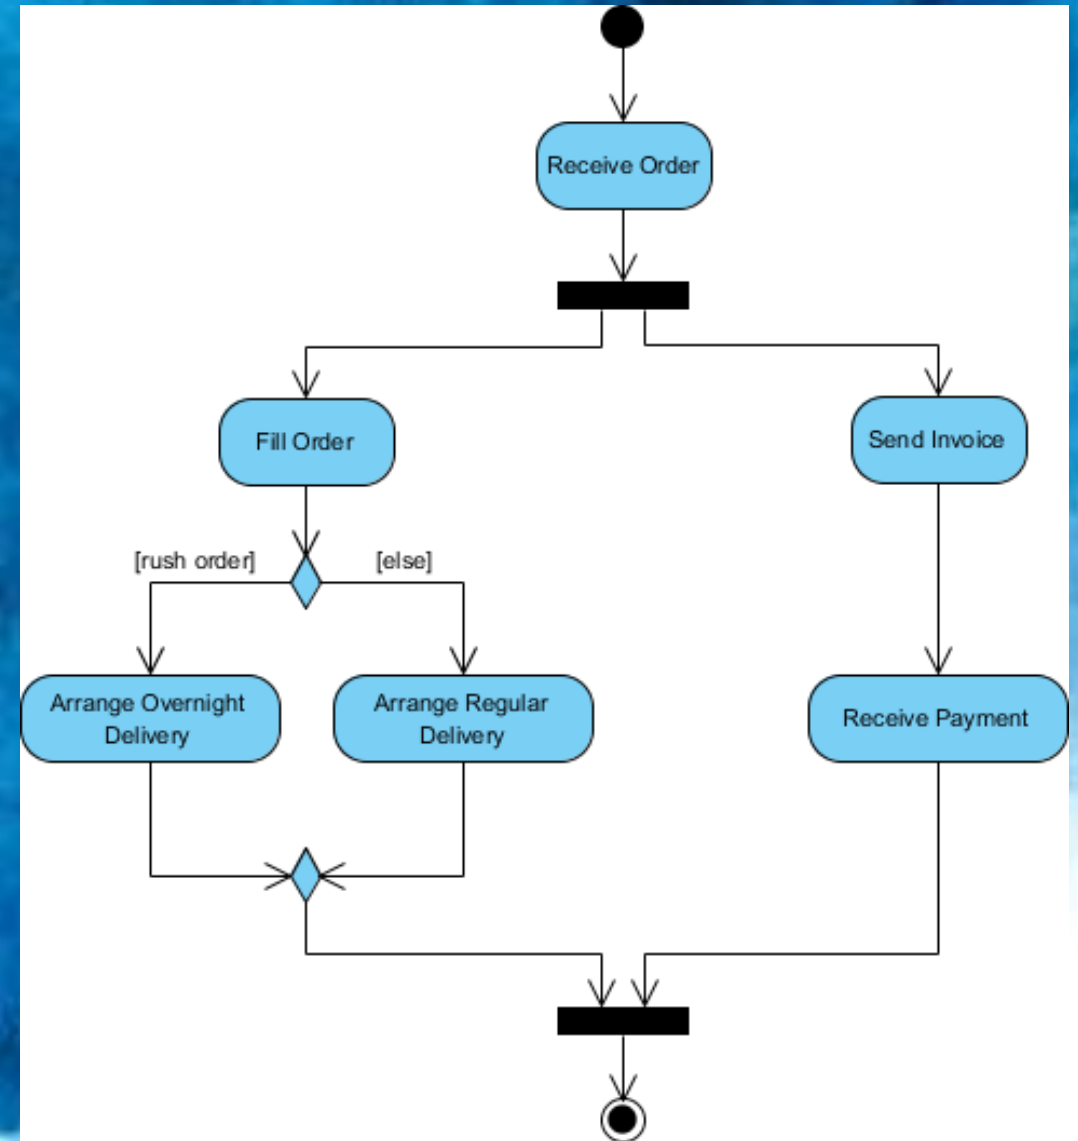 Receive Order
Fill Order
Send Invoice
[rush order]
[else]
Arrange Overnight
Delivery
Arrange Regular
Delivery
Receive Payment